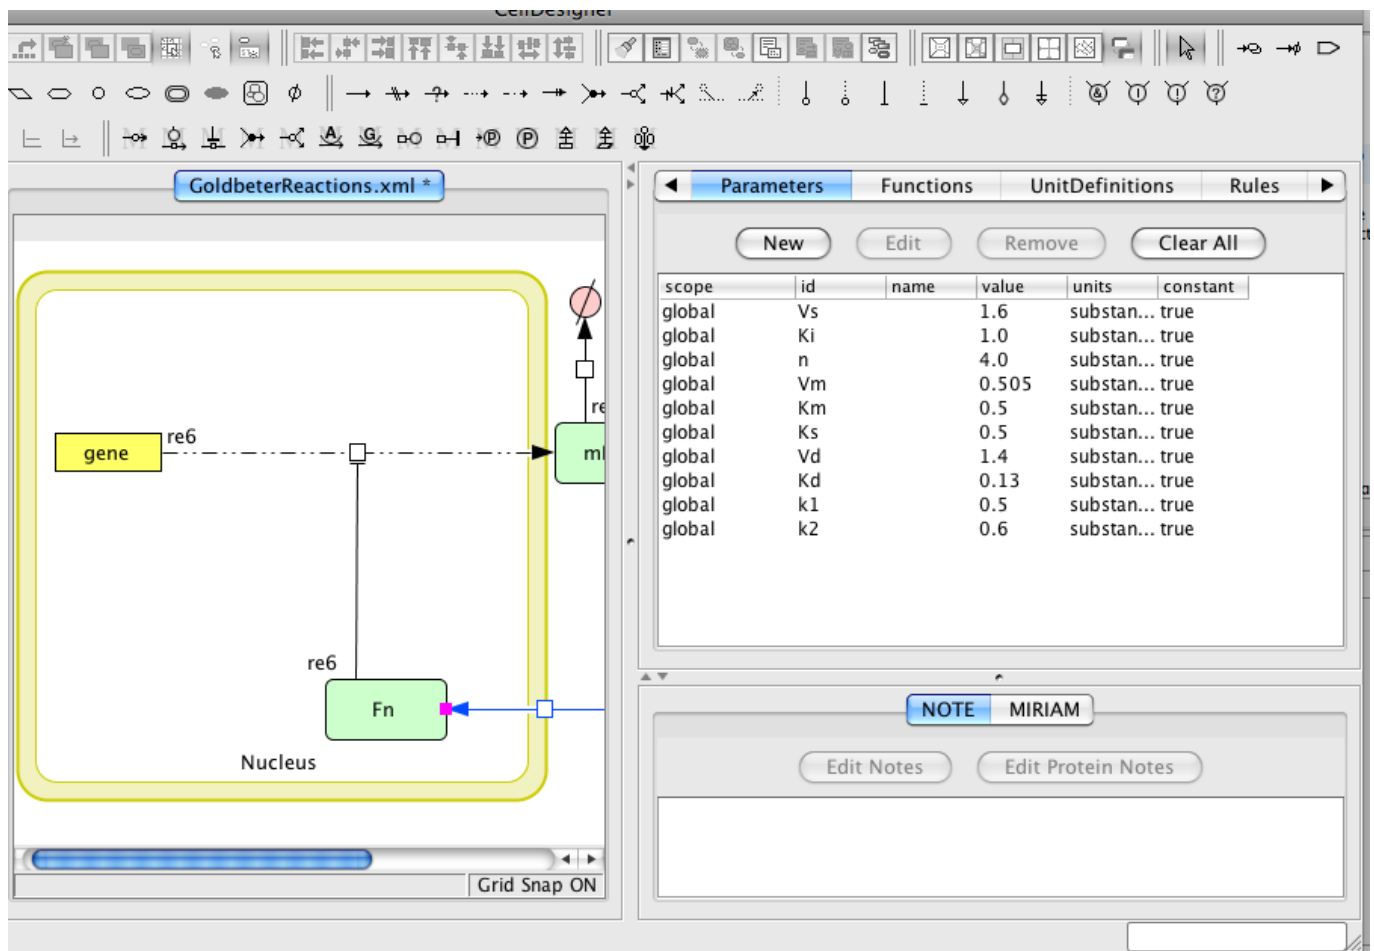 CellDesigner
GoldbeterReactions.xml *
Parameters Functions UnitDefinitions Rules
New Edit Remove Clear All
scope id name value units constant
global Vs 1.6 substan... true
global Ki 1.0 substan... true
global n 4.0 substan... true
global Vm 0.505 substan... true
global Km 0.5 substan... true
global Ks 0.5 substan... true
global Vd 1.4 substan... true
global Kd 0.13 substan... true
global k1 0.5 substan... true
global k2 0.6 substan... true
re
re6
gene
re6
Fn
Nucleus
Grid Snap ON
NOTE MIRIAM
Edit Notes Edit Protein Notes